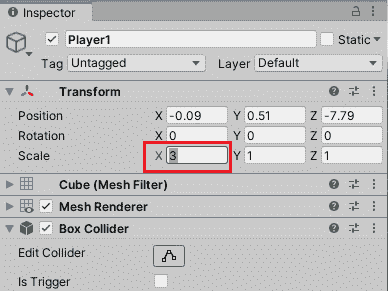 Inspector
Player1 Static
Tag Untagged Layer Default
Transform
Position X -0.09 Y 0.51 Z -7.79
Rotation X 0 Y 0 Z 0
Scale X 3 Y 1 Z 1
Cube (Mesh Filter)
Mesh Renderer
Box Collider
Edit Collider
Is Trigger